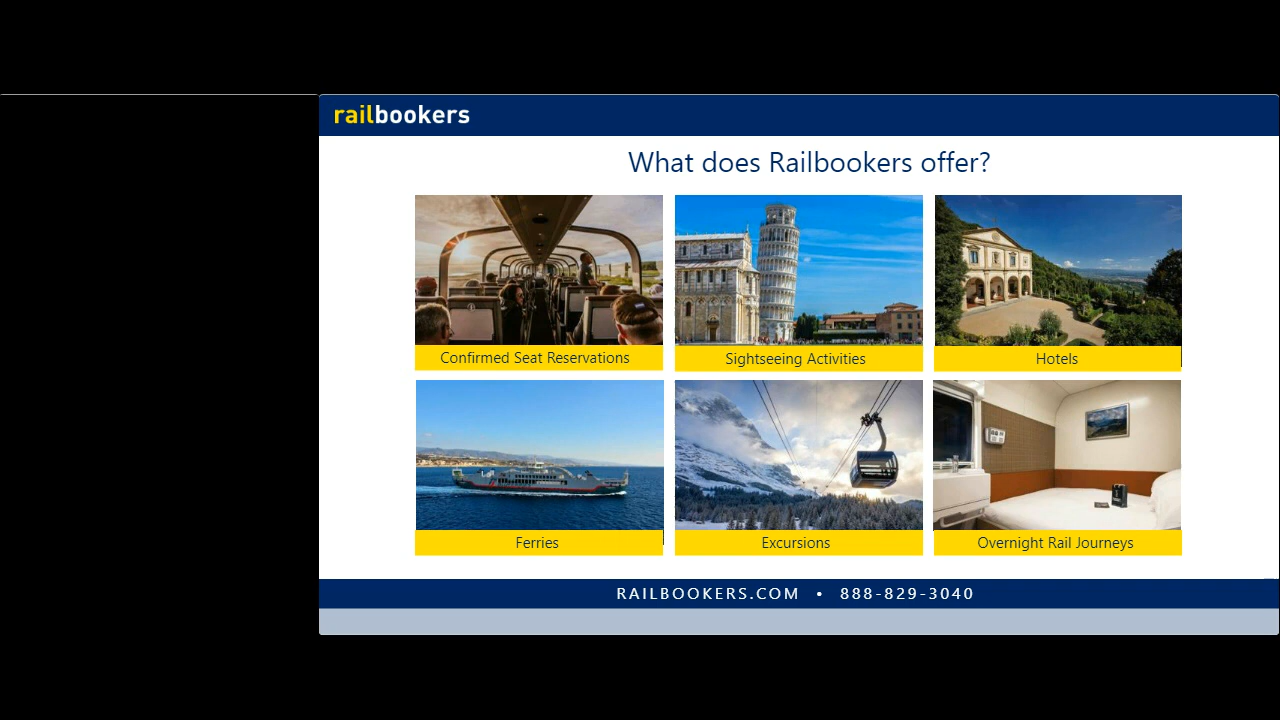 railbookers
What does Railbookers offer?
Confirmed Seat Reservations
Sightseeing Activities
Hotels
Ferries
Excursions
Overnight Rail Journeys
RAILBOOKERS.COM • 888-829-3040